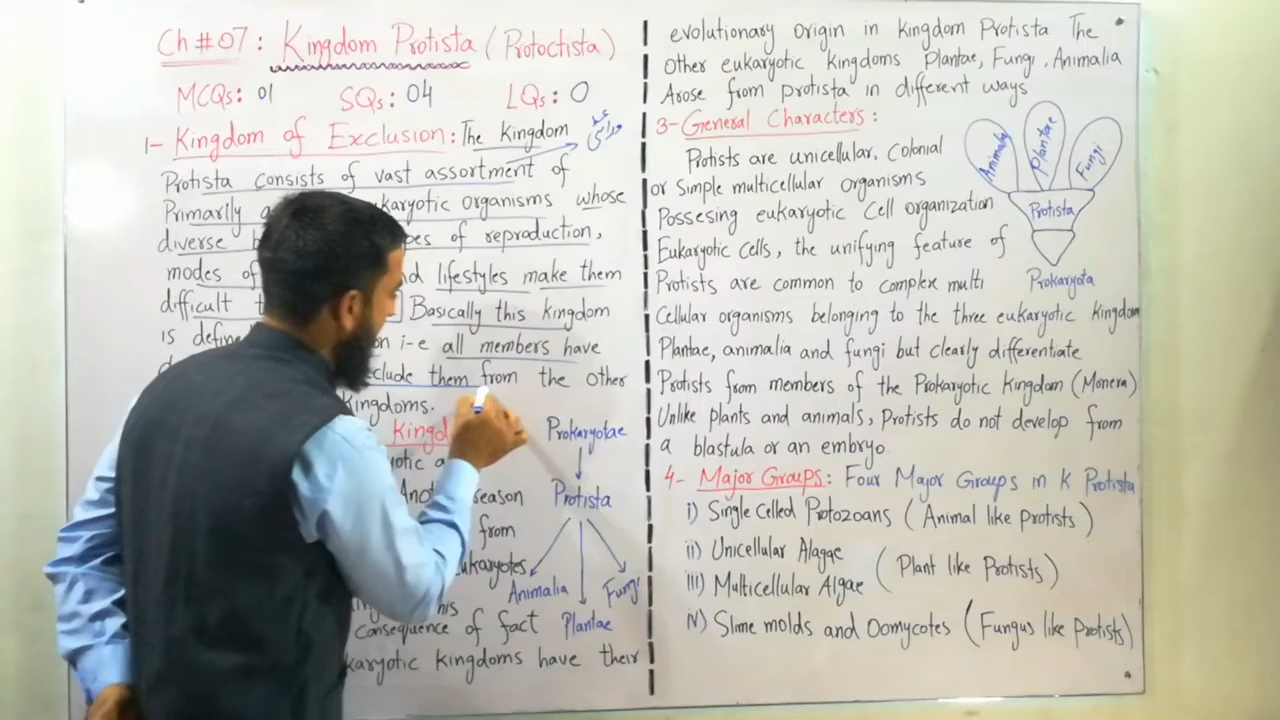 Ch # 07 : Kingdom Protista (Protoctista)
MCQs: 01 SQs: 04 LQs: 0
1- Kingdom of Exclusion: The Kingdom
Protista consists of vast assortment of
Primarly karyotic organisms whose
diverse pes of reproduction,
modes of nd lifestyles make them
difficult Basically this kingdom
is defin on i-e all members have
clude them from the other
kingdoms.
Kingd
otic a
Anot reason
from
ukaryotes
his
Consequence of fact
karyotic kingdoms have their
Prokaryotae
Protista
Animalia Plantae Fungi
evolutionary origin in Kingdom Protista The
Other eukaryotic kingdoms Plantae, Fungi, Animalia
Arose from protista in different ways
3- General Characters:
Protists are unicellular, Colonial
or Simple multicellular organisms
Possesing eukaryotic Cell organization
Eukaryotic cells, the unifying feature of
Protists are common to complex multi
Cellular organisms belonging to the three eukaryotic kingdom
Plantae, animalia and fungi but clearly differentiate
Protists from members of the Prokaryotic Kingdom (Monera)
Unlike plants and animals, Protists do not develop from
a blastula or an embryo
Animalia Plantae Fungi
Protista
Prokaryota
4- Major Groups: Four Major Groups in K Protista
i) Single Celled Protozoans (Animal like protists)
ii) Unicellular Alagae
iii) Multicellular Algae (Plant like Protists)
iv) Slime molds and Oomycotes (Fungus like Protists)